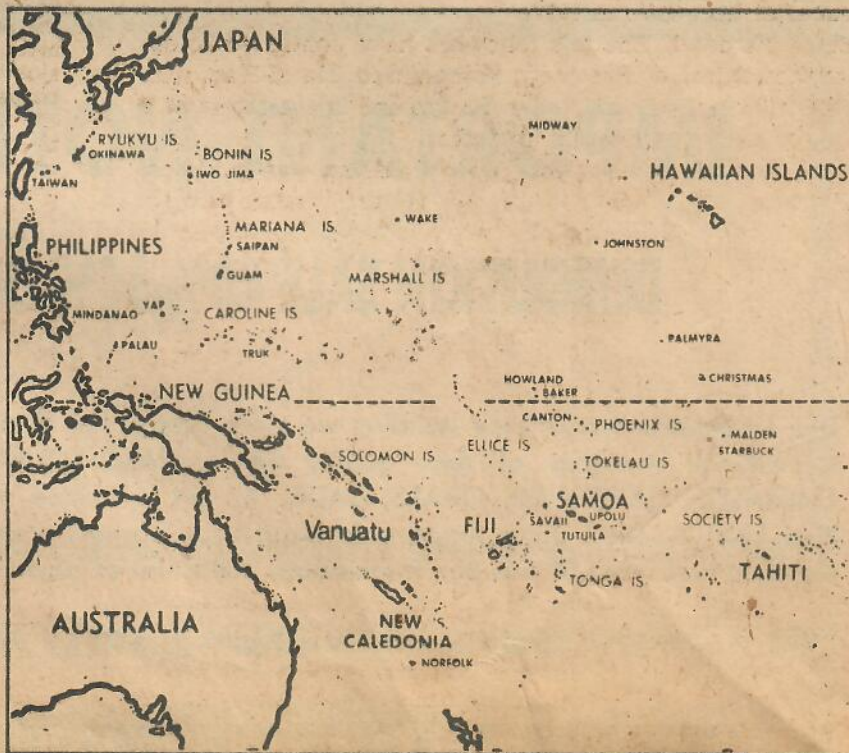 JAPAN
MIDWAY
RYUKYU IS.
OKINAWA
BONIN IS
IWO JIMA
TAIWAN
HAWAIIAN ISLANDS
WAKE
MARIANA IS.
SAIPAN
PHILIPPINES
JOHNSTON
GUAM
MARSHALL IS
YAP
MINDANAO
CAROLINE IS
PALAU
TRUK
PALMYRA
HOWLAND
BAKER
CHRISTMAS
NEW GUINEA
CANTON
PHOENIX IS.
ELLICE IS
MALDEN
STARBUCK
SOLOMON IS
TOKELAU IS
SAMOA
SAVAII
UPOLU
TUTUILA
SOCIETY IS
Vanuatu
FIJI
TONGA IS
TAHITI
AUSTRALIA
NEW
CALEDONIA
NORFOLK